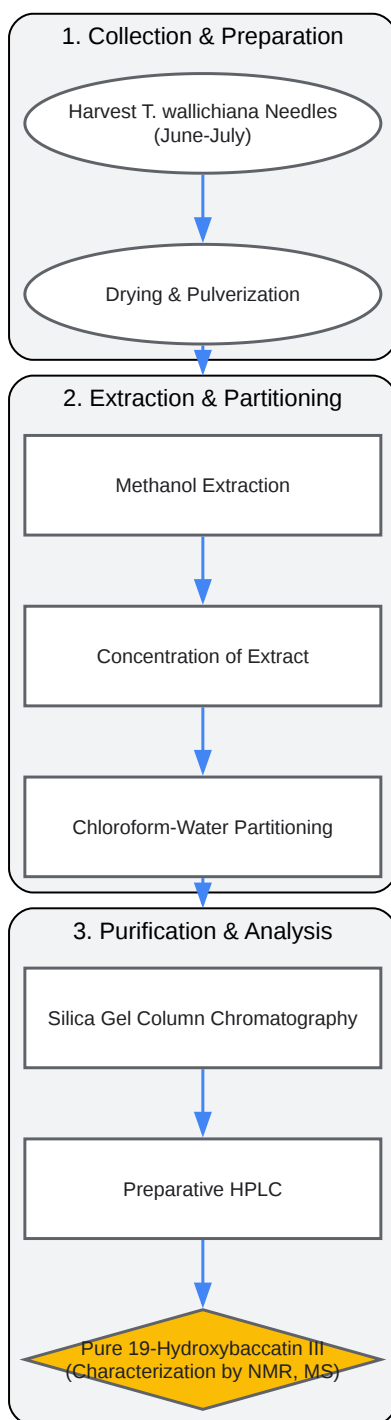 1. Collection & Preparation
Harvest T. wallichiana Needles
(June-July)
Drying & Pulverization
2. Extraction & Partitioning
Methanol Extraction
Concentration of Extract
Chloroform-Water Partitioning
3. Purification & Analysis
Silica Gel Column Chromatography
Preparative HPLC
Pure 19-Hydroxybaccatin III
(Characterization by NMR, MS)